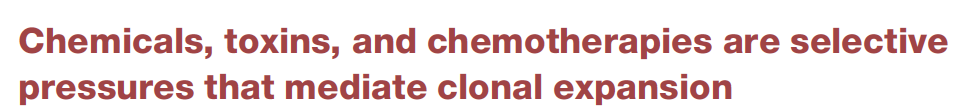 Chemicals, toxins, and chemotherapies are selective
pressures that mediate clonal expansion